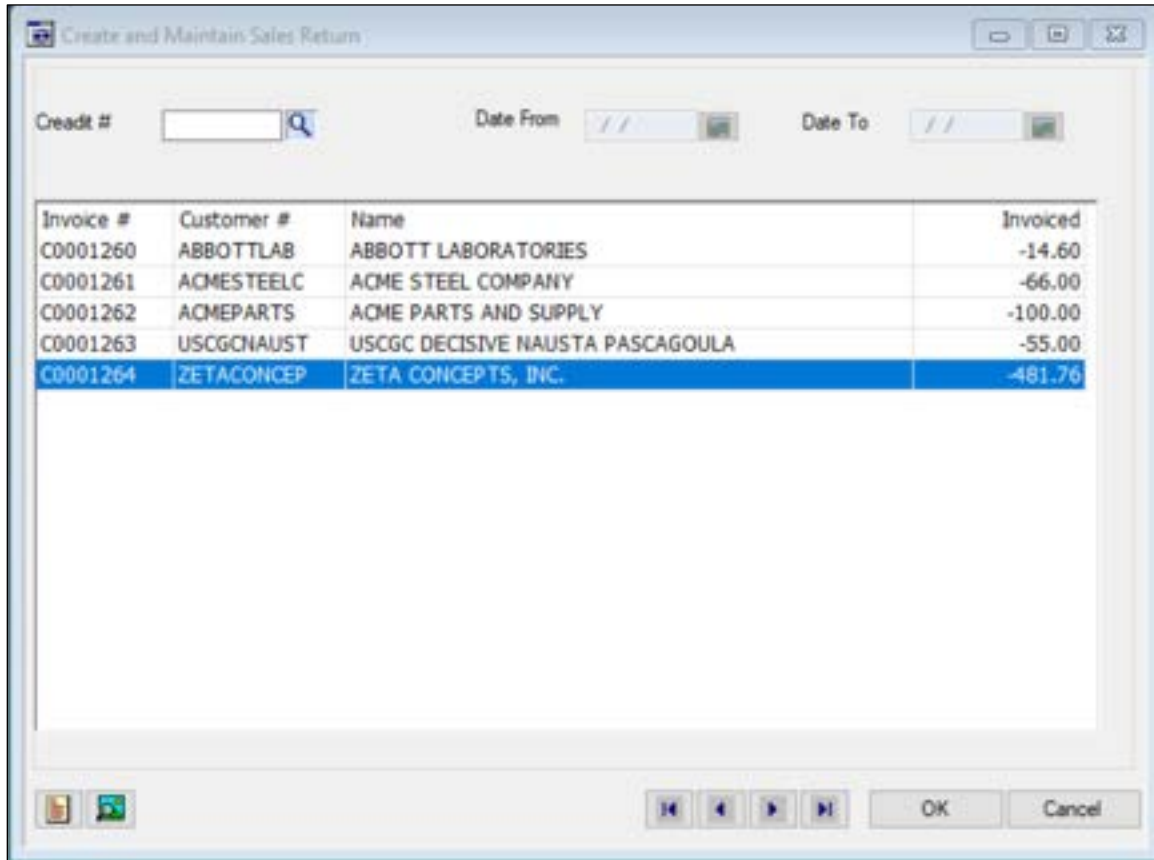 Create and Maintain Sales Return
Creadit # Date From / / Date To / /
Invoice # Customer # Name Invoiced
C0001260 ABBOTTLAB ABBOTT LABORATORIES -14.60
C0001261 ACMESTEELC ACME STEEL COMPANY -66.00
C0001262 ACMEPARTS ACME PARTS AND SUPPLY -100.00
C0001263 USCGCNAUST USCGC DECISIVE NAUSTA PASCAGOULA -55.00
C0001264 ZETACONCEP ZETA CONCEPTS, INC. -481.76
OK Cancel